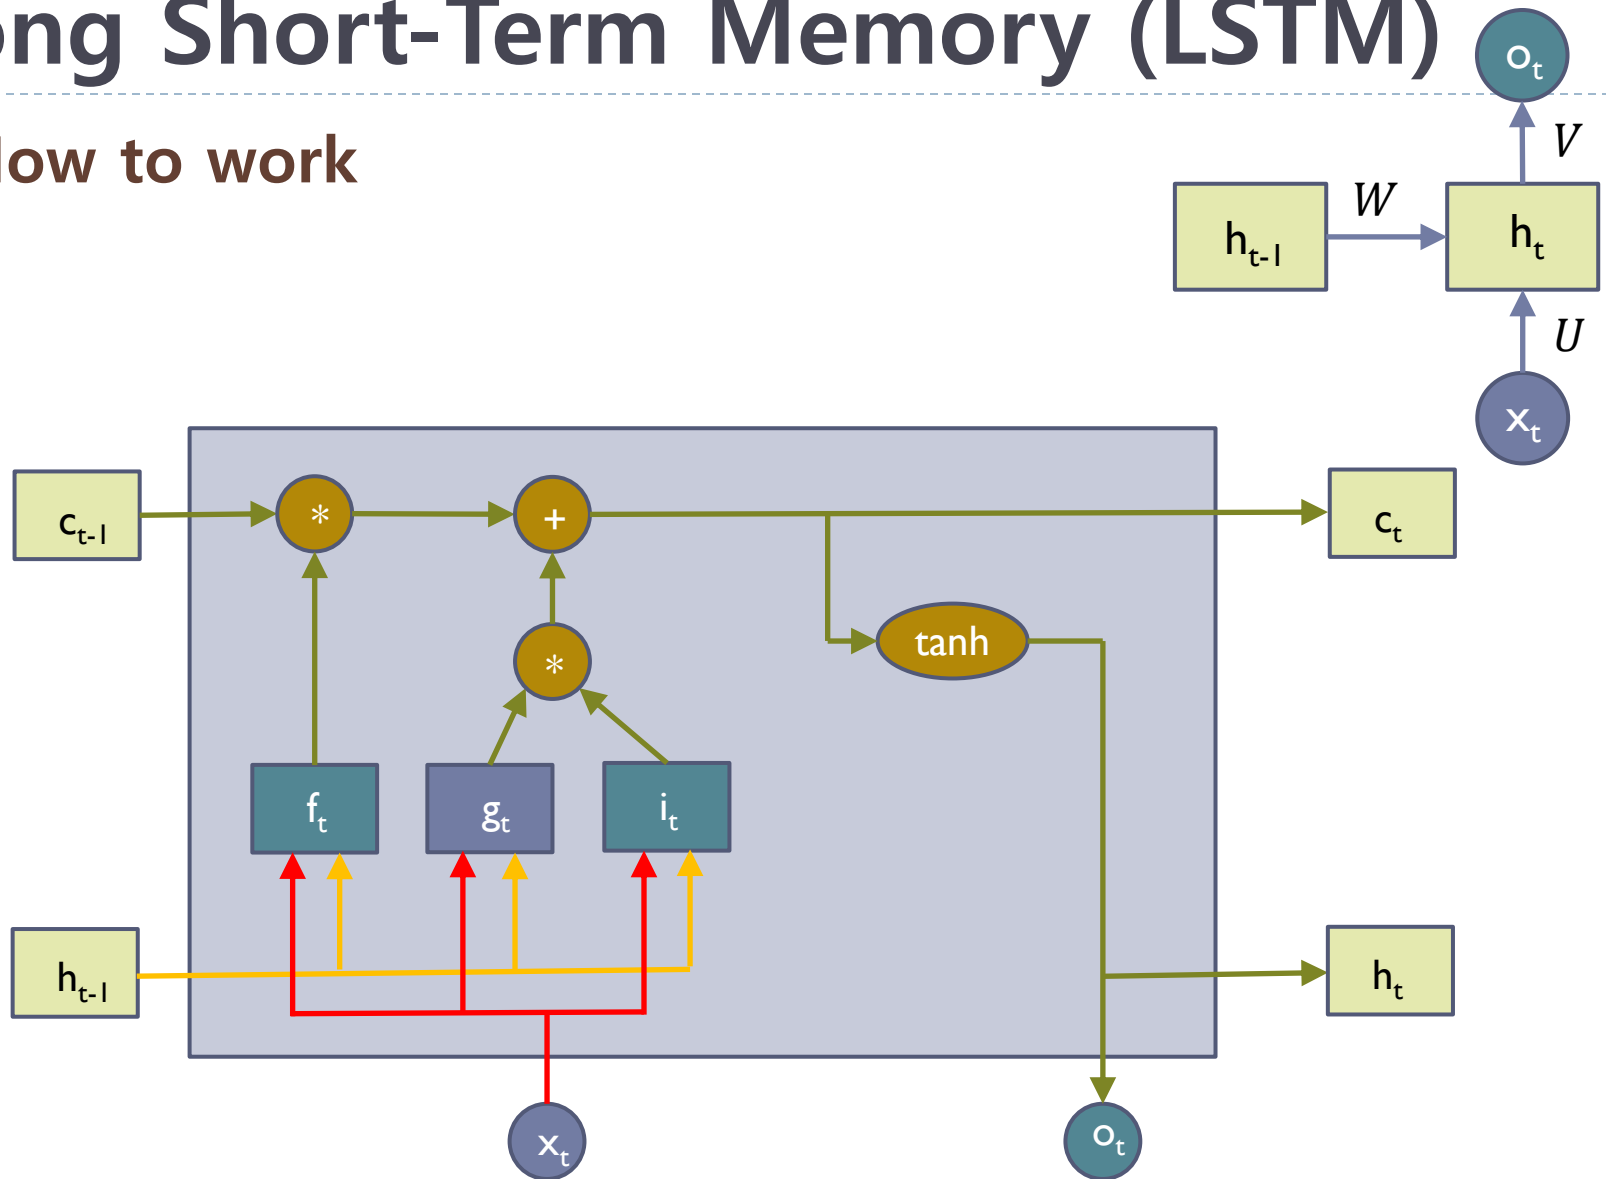 ong Short-Term Memory (LSTM)
low to work
oₜ
V
hₜ₋₁
W
hₜ
U
xₜ
cₜ₋₁
*
+
cₜ
*
tanh
fₜ
gₜ
iₜ
hₜ₋₁
hₜ
xₜ
oₜ